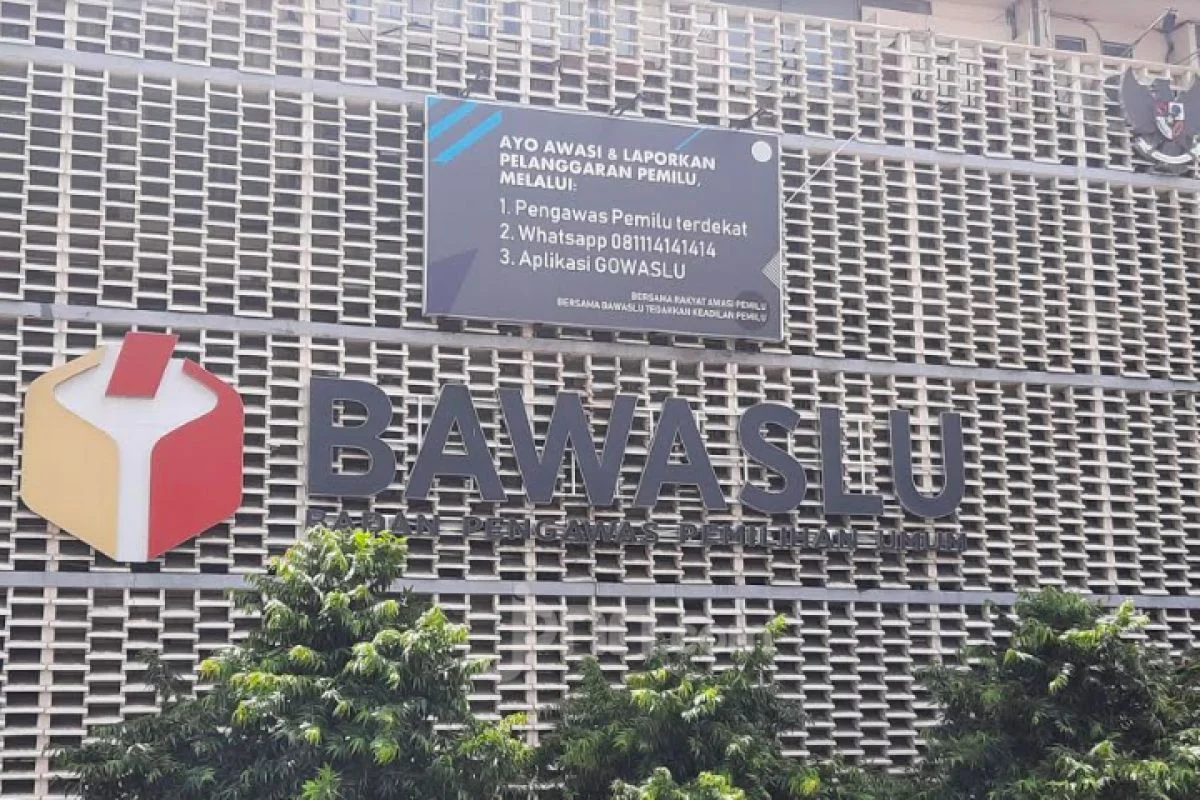 AYO AWASI & LAPORKAN
PELANGGARAN PEMILU,
MELALUI:
1. Pengawas Pemilu terdekat
2. Whatsapp 081114141414
3. Aplikasi GOWASLU
BERSAMA RAKYAT AWASI PEMILU
BERSAMA BAWASLU TEGAKKAN KEADILAN PEMILU
BAWASLU
BADAN PENGAWAS PEMILIHAN UMUM